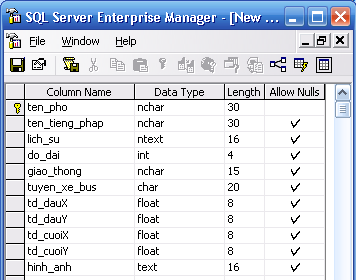 SQL Server Enterprise Manager - [New ...
File Window Help
Column Name Data Type Length Allow Nulls
ten_pho nchar 30
ten_tieng_phap nchar 30
lich_su ntext 16
do_dai int 4
giao_thong nchar 15
tuyen_xe_bus char 20
td_dauX float 8
td_dauY float 8
td_cuoiX float 8
td_cuoiY float 8
hinh_anh text 16